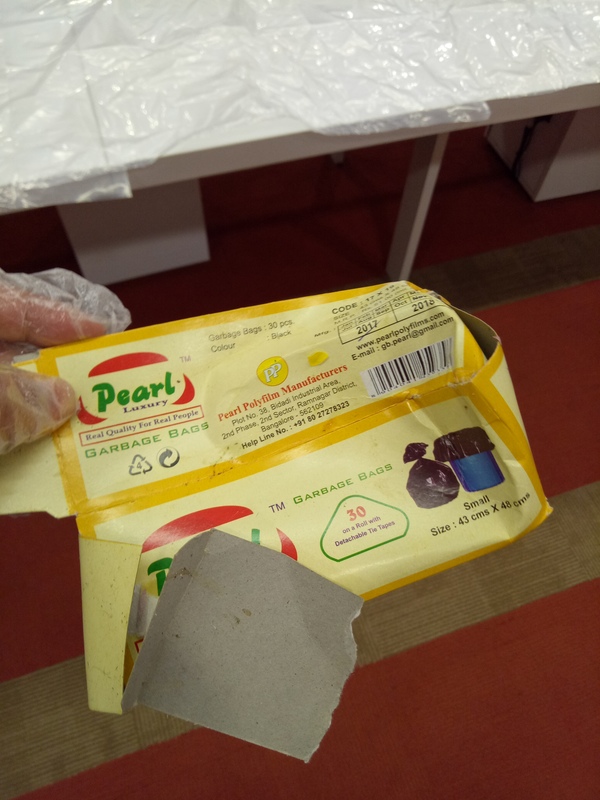 Pearl
TM
Luxury
Real Quality For Real People
GARBAGE BAGS
Garbage Bags : 30 pcs.
Colour : Black
PP
Pearl Polyfilm Manufacturers
Plot No. 38, Bidadi Industrial Area,
2nd Phase, 2nd Sector, Ramnagar District,
Bangalore - 562109
Help Line No. : +91 80 27278323
CODE :
2017 2018
www.pearlpolyfilms.com
E-mail : gb.pearl@gmail.com
TM
GARBAGE BAGS
30
on a Roll with
Detachable Tie Tapes
Small
Size : 43 cms X 48 cms